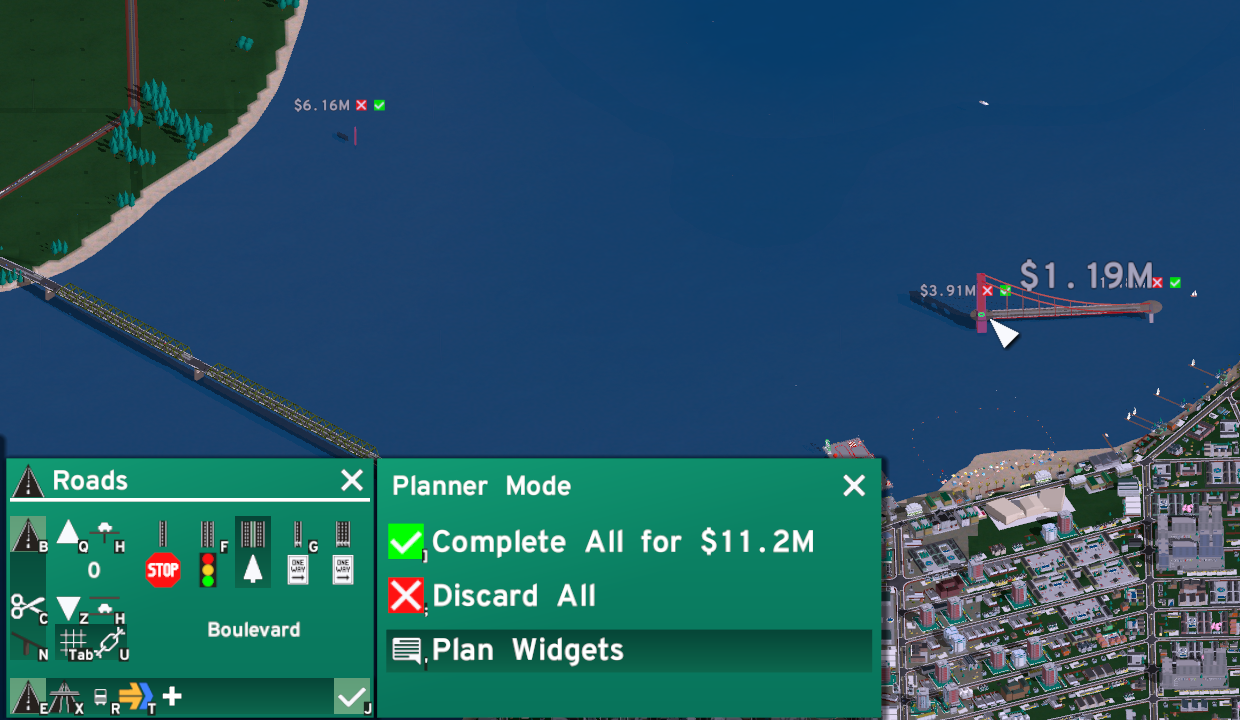 $6.16M
$1.19M
$3.91M
Roads
Planner Mode
B
Q
H
F
G
Complete All for $11.2M
0
STOP
ONE WAY
ONE WAY
C
Z
H
Discard All
Boulevard
N
Tab
U
Plan Widgets
E
X
R
T
J